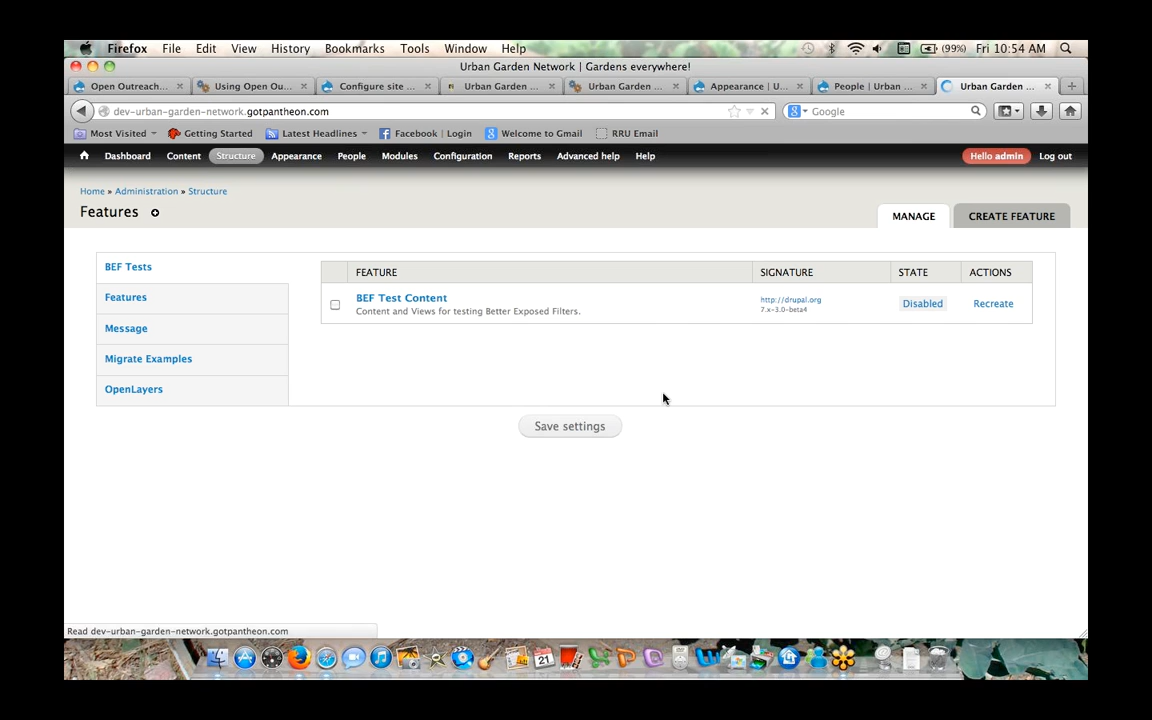 Firefox File Edit View History Bookmarks Tools Window Help (99%) Fri 10:54 AM
Urban Garden Network | Gardens everywhere!
Open Outreach... Using Open Ou... Configure site ... Urban Garden ... Urban Garden ... Appearance | U... People | Urban ... Urban Garden ...
dev-urban-garden-network.gotpantheon.com Google
Most Visited Getting Started Latest Headlines Facebook | Login Welcome to Gmail RRU Email
Dashboard Content Structure Appearance People Modules Configuration Reports Advanced help Help Hello admin Log out
Home » Administration » Structure
Features MANAGE CREATE FEATURE
BEF Tests
Features
Message
Migrate Examples
OpenLayers
FEATURE SIGNATURE STATE ACTIONS
BEF Test Content http://drupal.org Disabled Recreate
Content and Views for testing Better Exposed Filters. 7.x-3.0-beta4
Save settings
Read dev-urban-garden-network.gotpantheon.com
21